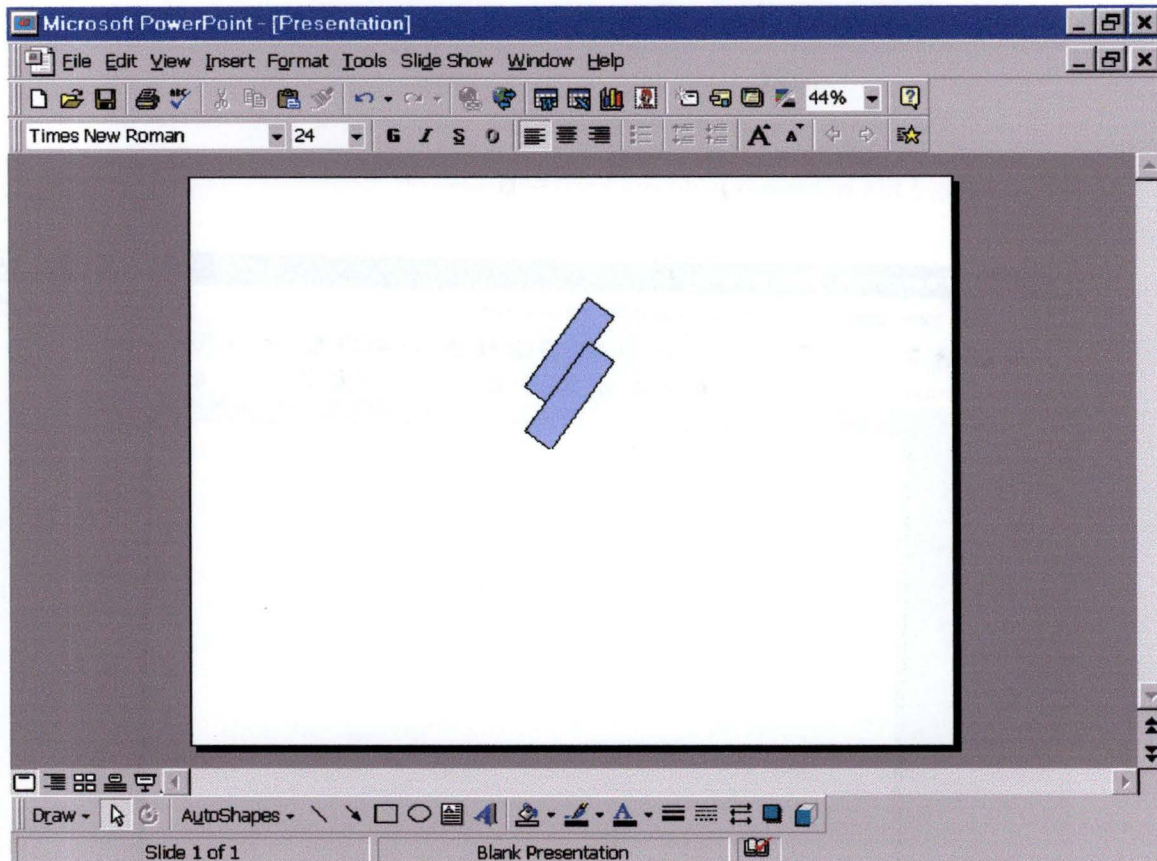 Microsoft PowerPoint - [Presentation]
File Edit View Insert Format Tools Slide Show Window Help
ABC
44%
Times New Roman 24 G I S O A A
Draw AutoShapes A A
Slide 1 of 1 Blank Presentation